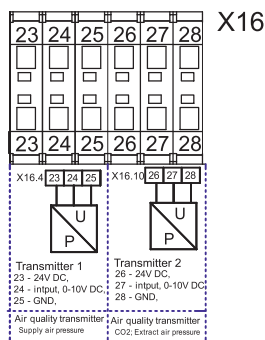 X16
23 24 25 26 27 28
23 24 25 26 27 28
X16.4 23 24 25
X16.10 26 27 28
U
P
U
P
Transmitter 1
23 - 24V DC,
24 - intput, 0-10V DC,
25 - GND,
Transmitter 2
26 - 24V DC,
27 - intput, 0-10V DC,
28 - GND,
Air quality transmitter
Supply air pressure
Air quality transmitter
CO2; Extract air pressure